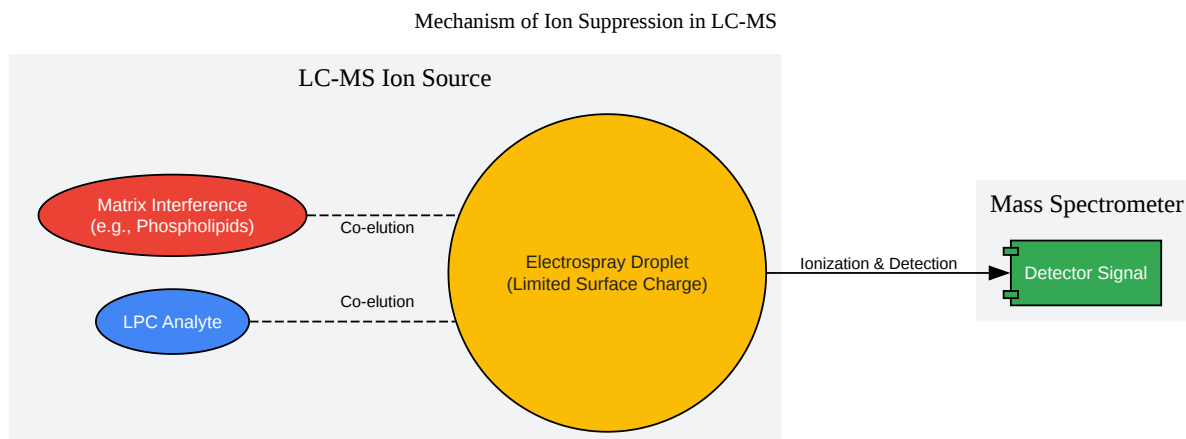 Mechanism of Ion Suppression in LC-MS
LC-MS Ion Source
Matrix Interference
(e.g., Phospholipids)
Co-elution
LPC Analyte
Co-elution
Electrospray Droplet
(Limited Surface Charge)
Ionization & Detection
Mass Spectrometer
Detector Signal